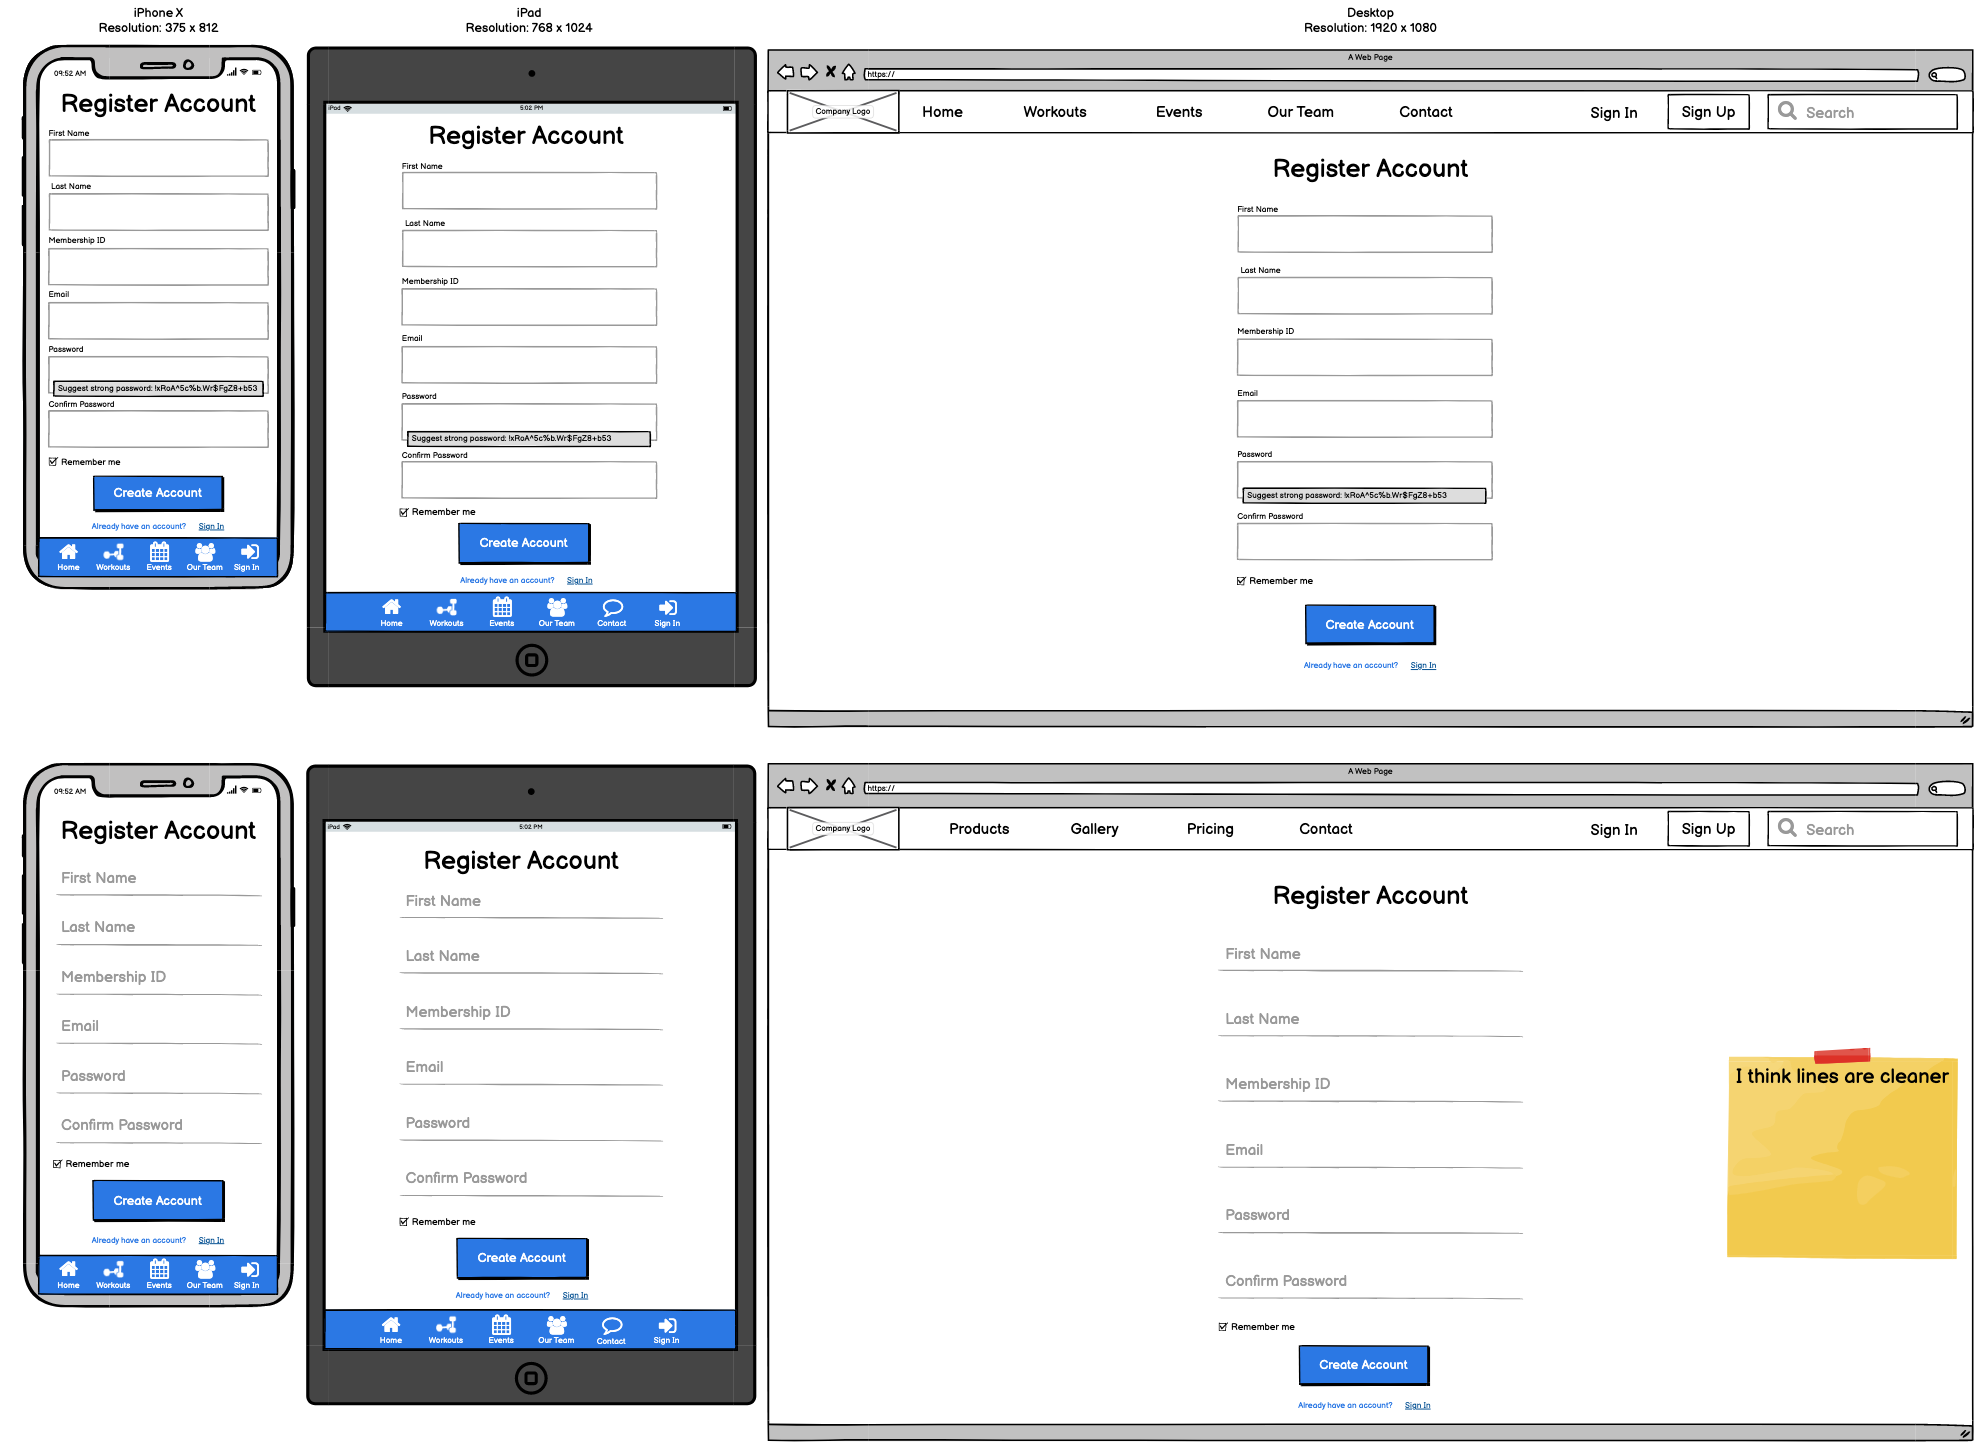 iPhone X
Resolution: 375 x 812
09:52 AM
Register Account
First Name
Last Name
Membership ID
Email
Password
Suggest strong password: !xRoA^5c%b.Wr$FgZ8+b53
Confirm Password
Remember me
Create Account
Already have an account? Sign In
Home Workouts Events Our Team Sign In
iPad
Resolution: 768 x 1024
iPad 5:02 PM
Register Account
First Name
Last Name
Membership ID
Email
Password
Suggest strong password: !xRoA^5c%b.Wr$FgZ8+b53
Confirm Password
Remember me
Create Account
Already have an account? Sign In
Home Workouts Events Our Team Contact Sign In
Desktop
Resolution: 1920 x 1080
A Web Page
https://
Company Logo Home Workouts Events Our Team Contact Sign In Sign Up Search
Register Account
First Name
Last Name
Membership ID
Email
Password
Suggest strong password: !xRoA^5c%b.Wr$FgZ8+b53
Confirm Password
Remember me
Create Account
Already have an account? Sign In
09:52 AM
Register Account
First Name
Last Name
Membership ID
Email
Password
Confirm Password
Remember me
Create Account
Already have an account? Sign In
Home Workouts Events Our Team Sign In
iPad 5:02 PM
Register Account
First Name
Last Name
Membership ID
Email
Password
Confirm Password
Remember me
Create Account
Already have an account? Sign In
Home Workouts Events Our Team Contact Sign In
A Web Page
https://
Company Logo Products Gallery Pricing Contact Sign In Sign Up Search
Register Account
First Name
Last Name
Membership ID
Email
Password
Confirm Password
Remember me
Create Account
Already have an account? Sign In
I think lines are cleaner